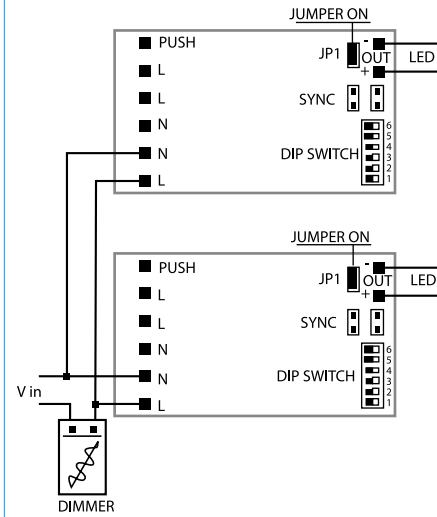 JUMPER ON
PUSH
JP1
-
OUT
+
LED
L
L
SYNC
N
N
DIP SWITCH
6
5
4
3
2
1
L
JUMPER ON
PUSH
JP1
-
OUT
+
LED
L
L
SYNC
N
N
DIP SWITCH
6
5
4
3
2
1
L
V in
DIMMER